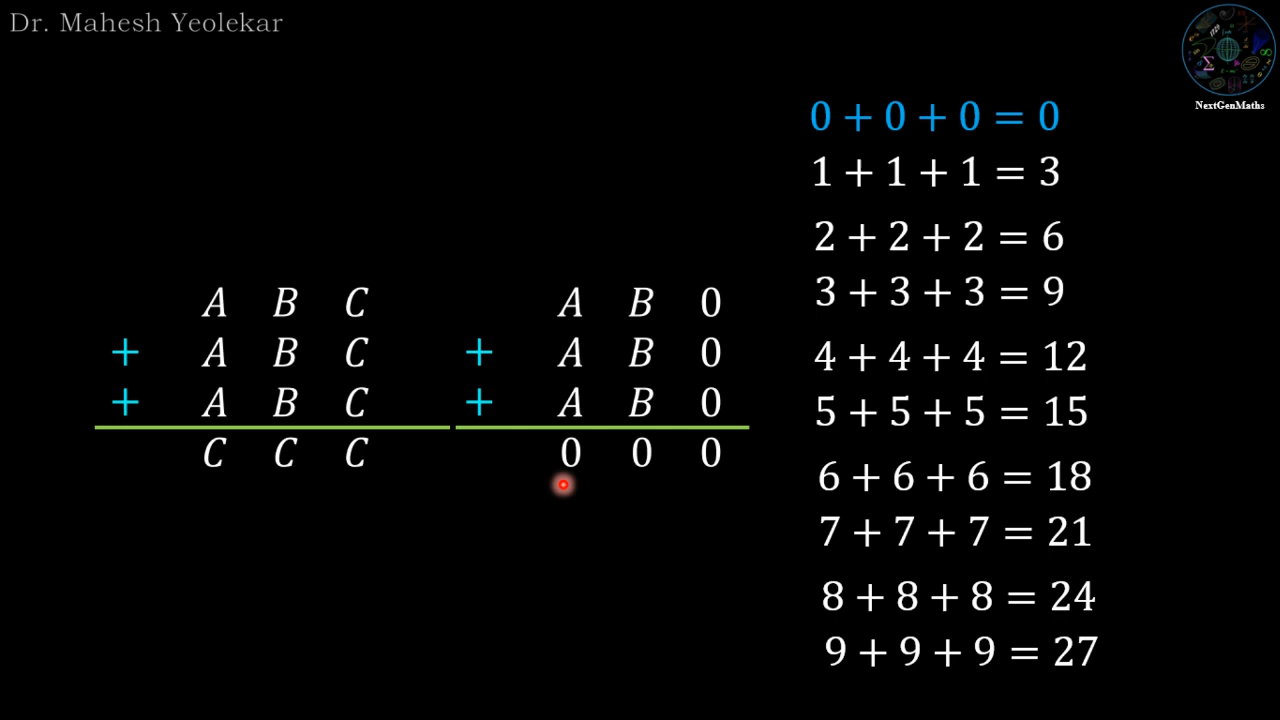 Dr. Mahesh Yeolekar
NextGenMaths
A B C
+ A B C
+ A B C
C C C
A B 0
+ A B 0
+ A B 0
0 0 0
0 + 0 + 0 = 0
1 + 1 + 1 = 3
2 + 2 + 2 = 6
3 + 3 + 3 = 9
4 + 4 + 4 = 12
5 + 5 + 5 = 15
6 + 6 + 6 = 18
7 + 7 + 7 = 21
8 + 8 + 8 = 24
9 + 9 + 9 = 27